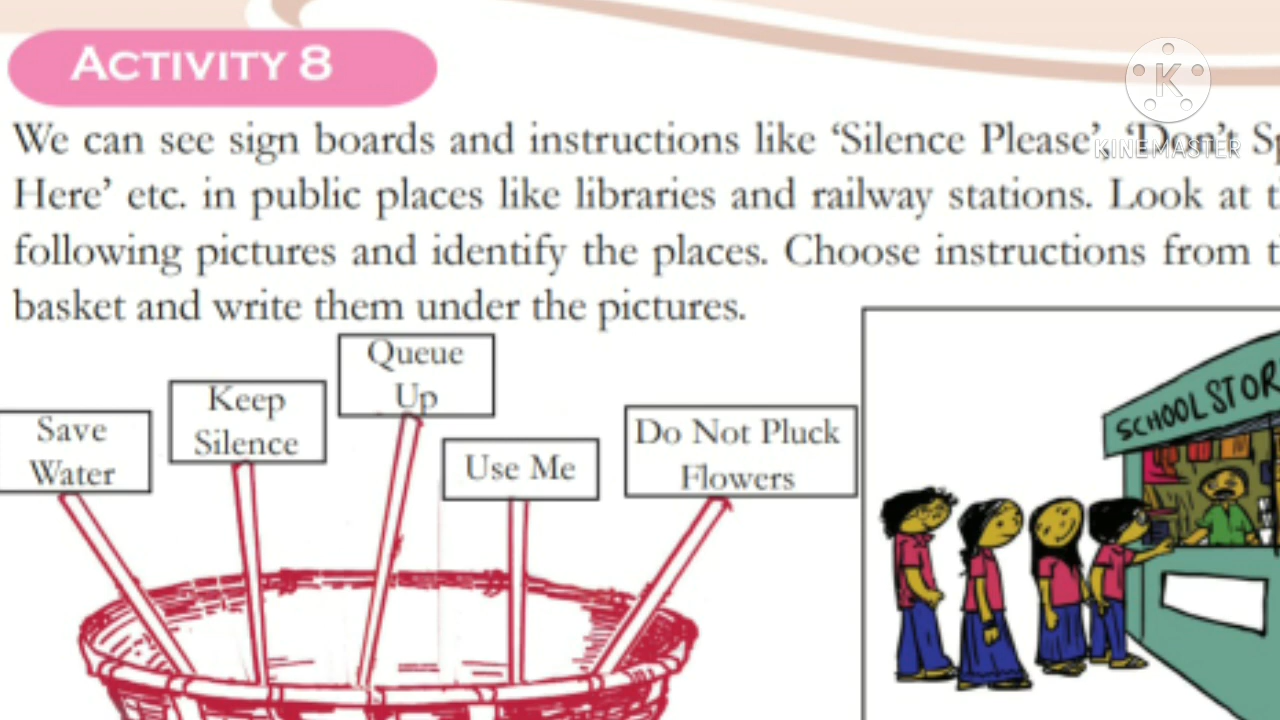 ACTIVITY 8
We can see sign boards and instructions like ‘Silence Please’, ‘Don’t
Here’ etc. in public places like libraries and railway stations. Look at
following pictures and identify the places. Choose instructions from
basket and write them under the pictures.
Queue
Up
Keep
Silence
Save
Water
Use Me
Do Not Pluck
Flowers
SCHOOL STOR
K
KINEMASTER